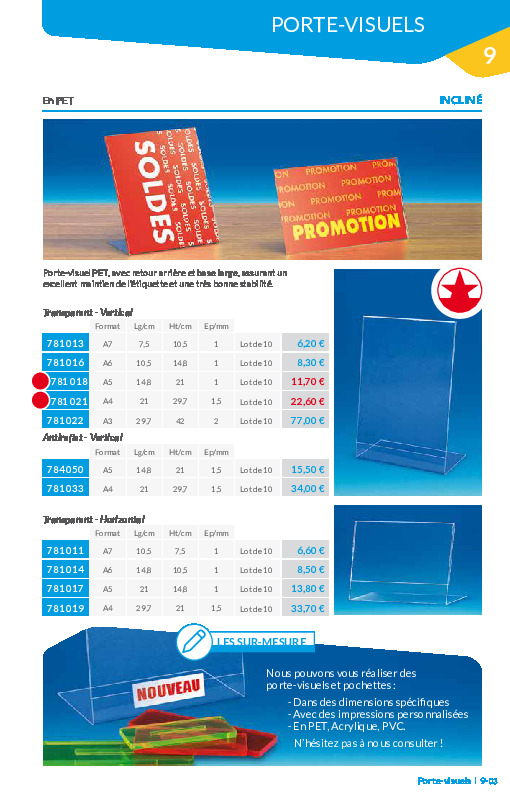 PORTE-VISUELS
9
En PET
INCLINÉ
SOLDES
PROMOTION
PROMOTION
Porte-visuel PET, avec retour arrière et base large, assurant un
excellent maintien de l'étiquette et une très bonne stabilité.
Transparent - Vertical
Format Lg/cm Ht/cm Ep/mm
781013 A7 7,5 10,5 1 Lot de 10 6,20 €
781016 A6 10,5 14,8 1 Lot de 10 8,30 €
781018 A5 14,8 21 1 Lot de 10 11,70 €
781021 A4 21 29,7 1,5 Lot de 10 22,60 €
781022 A3 29,7 42 2 Lot de 10 77,00 €
Antireflet - Vertical
Format Lg/cm Ht/cm Ep/mm
784050 A5 14,8 21 1,5 Lot de 10 15,50 €
781033 A4 21 29,7 1,5 Lot de 10 34,00 €
Transparent - Horizontal
Format Lg/cm Ht/cm Ep/mm
781011 A7 10,5 7,5 1 Lot de 10 6,60 €
781014 A6 14,8 10,5 1 Lot de 10 8,50 €
781017 A5 21 14,8 1 Lot de 10 13,80 €
781019 A4 29,7 21 1,5 Lot de 10 33,70 €
LES SUR-MESURE
NOUVEAU
Nous pouvons vous réaliser des
porte-visuels et pochettes :
- Dans des dimensions spécifiques
- Avec des impressions personnalisées
- En PET, Acrylique, PVC.
N'hésitez pas à nous consulter !
Porte-visuels | 9-03